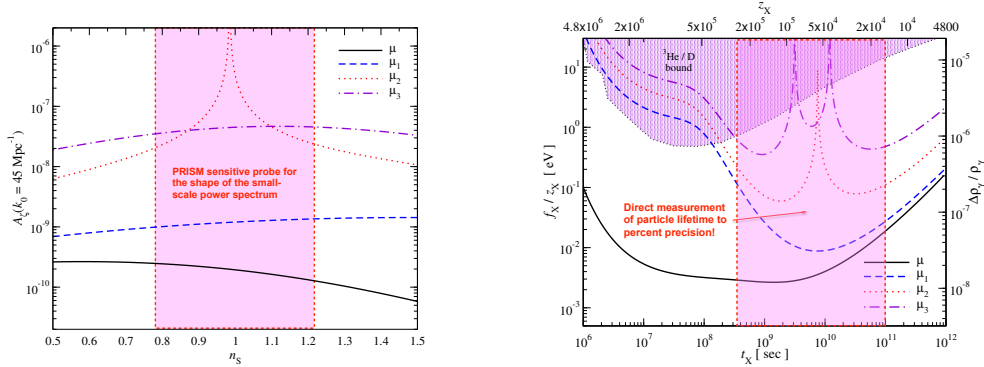 10⁻⁶
10⁻⁷
10⁻⁸
10⁻⁹
10⁻¹⁰
A_ζ(k₀ = 45 Mpc⁻¹)
μ
μ₁
μ₂
μ₃
PRISM sensitive probe for
the shape of the small-
scale power spectrum
0.5 0.6 0.7 0.8 0.9 1 1.1 1.2 1.3 1.4 1.5
n_S
z_X
4.8x10⁶ 2x10⁶ 5x10⁵ 2x10⁵ 10⁵ 5x10⁴ 2x10⁴ 10⁴ 4800
³He / D
bound
10¹
10⁰
10⁻¹
10⁻²
10⁻³
f_X / z_X [ eV ]
Direct measurement
of particle lifetime to
percent precision!
μ
μ₁
μ₂
μ₃
10⁻⁵
10⁻⁶
10⁻⁷
10⁻⁸
Δρ_γ / ρ_γ
10⁶ 10⁷ 10⁸ 10⁹ 10¹⁰ 10¹¹ 10¹²
t_X [ sec ]